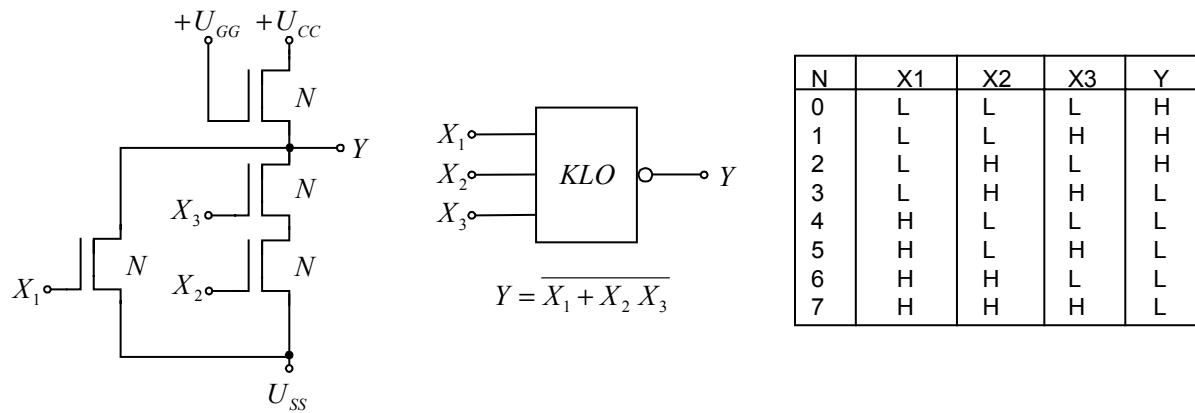 +U_GG +U_CC
N
Y
N
X_3
N
X_2
N
X_1
U_SS
X_1
X_2
X_3
KLO
Y
Y = \overline{X_1 + X_2 X_3}
N X1 X2 X3 Y
0 L L L H
1 L L H H
2 L H L H
3 L H H L
4 H L L L
5 H L H L
6 H H L L
7 H H H L